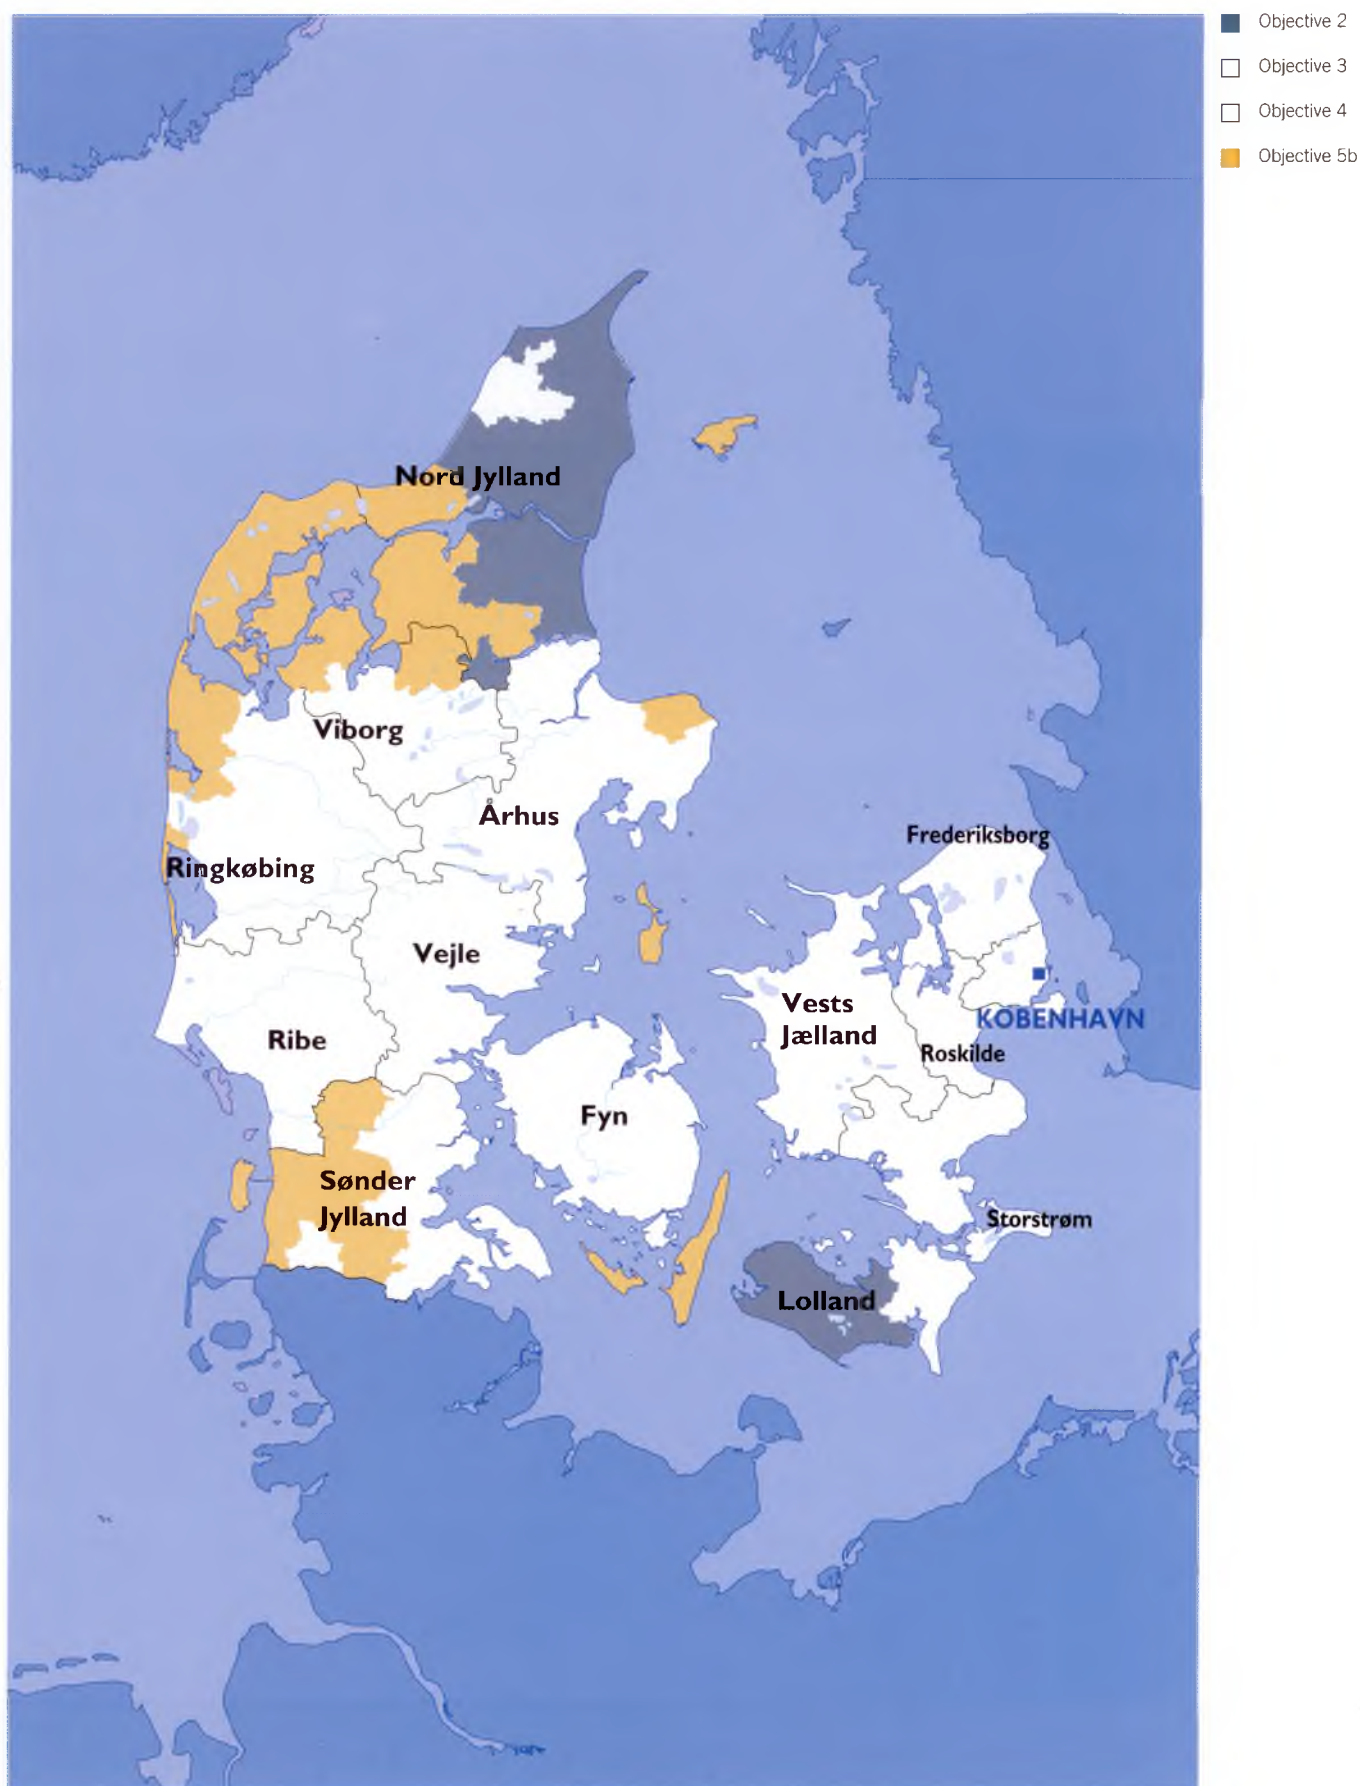 Objective 2
Objective 3
Objective 4
Objective 5b
Nord Jylland
Viborg
Århus
Frederiksborg
Ringkøbing
Vejle
Vests
Jælland
KOBENHAVN
Ribe
Roskilde
Fyn
Sønder
Jylland
Storstrøm
Lolland